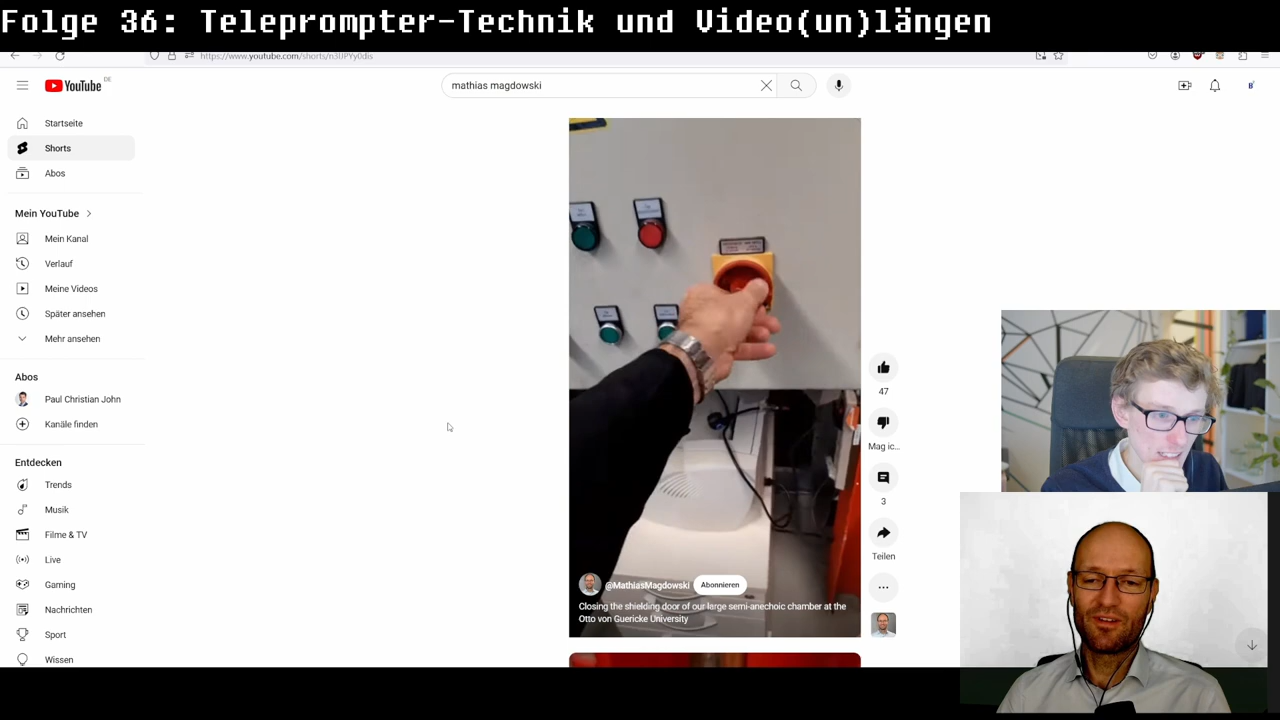 Folge 36: Teleprompter-Technik und Video(un)längen
https://www.youtube.com/shorts/n3IJPYy0dis
YouTube DE
mathias magdowski
Startseite
Shorts
Abos
Mein YouTube
Mein Kanal
Verlauf
Meine Videos
Später ansehen
Mehr ansehen
Abos
Paul Christian John
Kanäle finden
Entdecken
Trends
Musik
Filme & TV
Live
Gaming
Nachrichten
Sport
Wissen
47
Mag ic...
3
Teilen
@MathiasMagdowski
Abonnieren
Closing the shielding door of our large semi-anechoic chamber at the
Otto von Guericke University